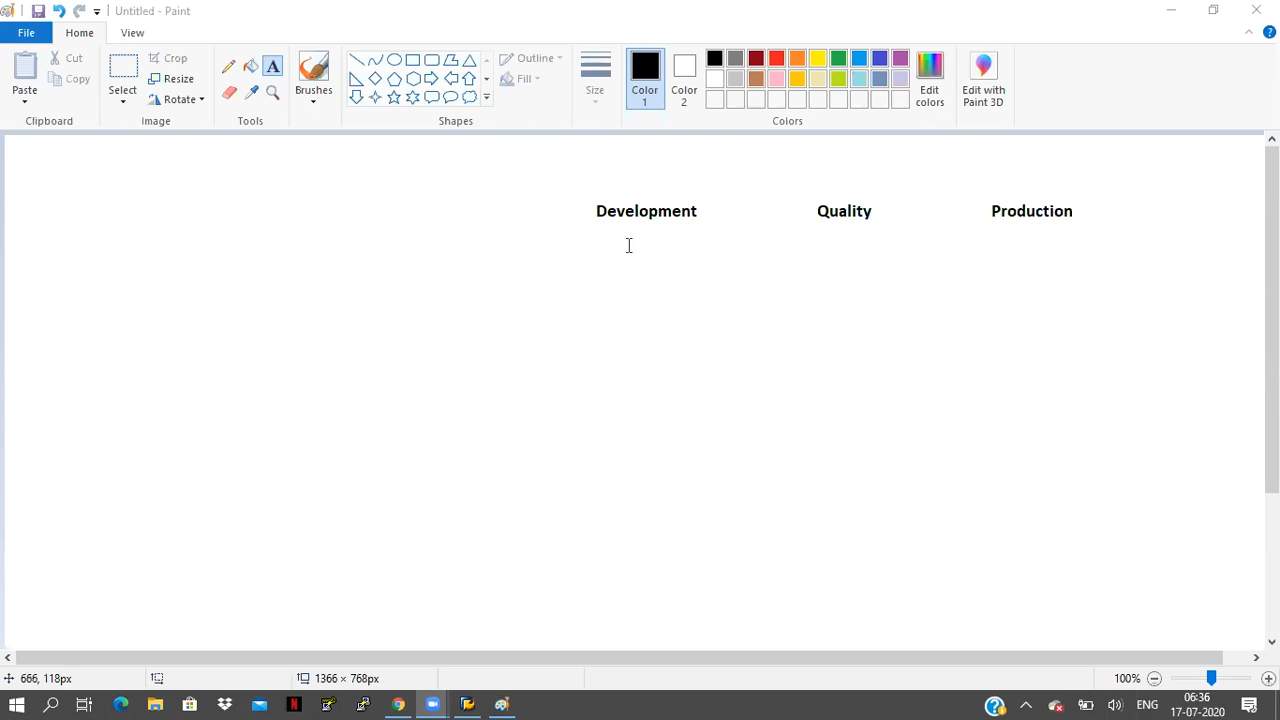 Untitled - Paint
File
Home
View
Paste
Cut
Copy
Clipboard
Select
Crop
Resize
Rotate
Image
A
Tools
Brushes
Outline
Fill
Shapes
Size
Color 1
Color 2
Edit colors
Colors
Edit with Paint 3D
Development Quality Production
666, 118px
1366 × 768px
100%
ENG
06:36
17-07-2020